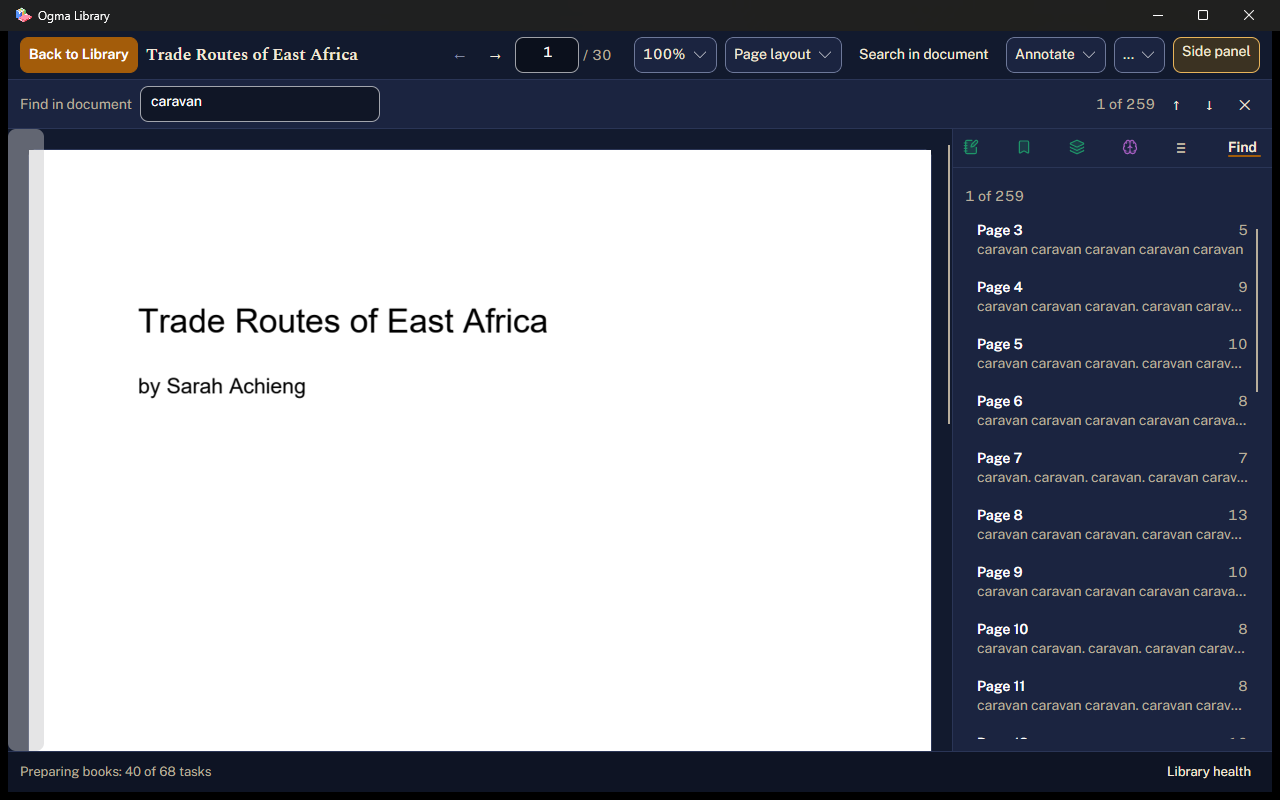 Ogma Library
Back to Library Trade Routes of East Africa ← → 1 / 30 100% Page layout Search in document Annotate ... Side panel
Find in document caravan 1 of 259 ↑ ↓
Find
1 of 259
Page 3 5
caravan caravan caravan caravan caravan
Page 4 9
caravan caravan caravan. caravan carav...
Page 5 10
caravan caravan caravan. caravan carav...
Page 6 8
caravan caravan caravan caravan carava...
Page 7 7
caravan. caravan. caravan. caravan carav...
Page 8 13
caravan caravan caravan. caravan carav...
Page 9 10
caravan caravan caravan caravan carava...
Page 10 8
caravan caravan. caravan. caravan carav...
Page 11 8
caravan caravan caravan. caravan carav...
Trade Routes of East Africa
by Sarah Achieng
Preparing books: 40 of 68 tasks Library health